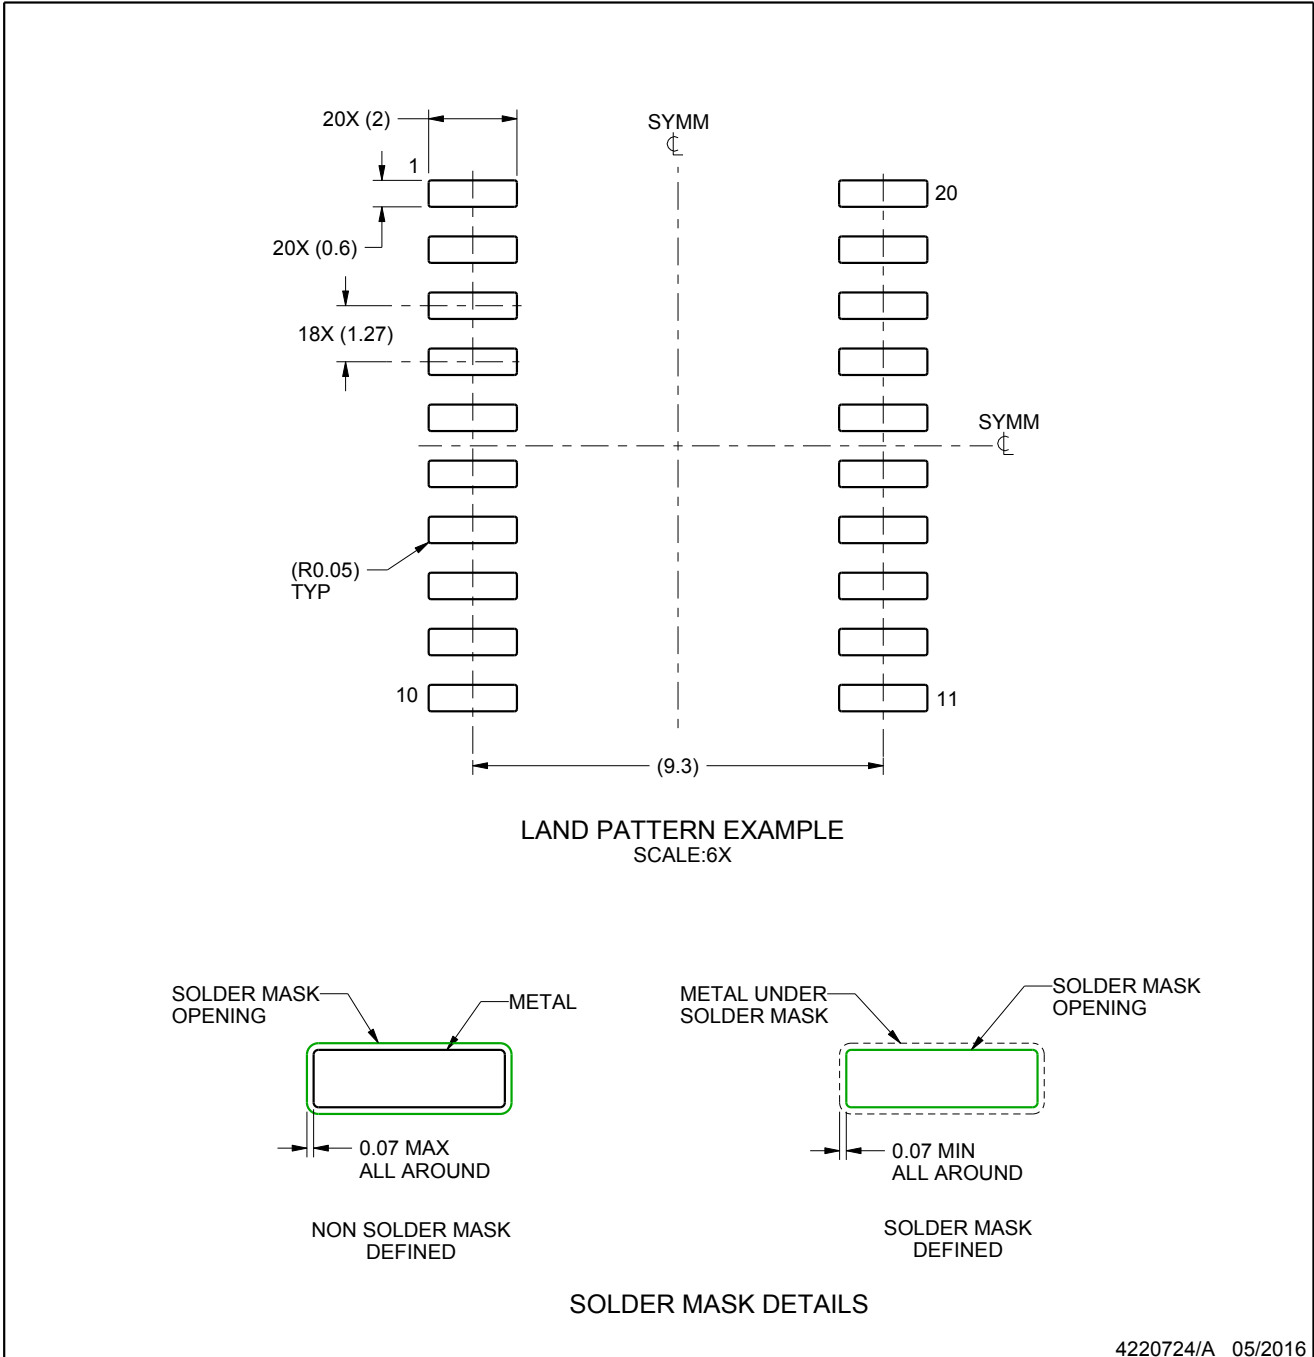 20X (2)
SYMM
℄
1
20
20X (0.6)
18X (1.27)
SYMM
℄
(R0.05)
TYP
10
11
(9.3)
LAND PATTERN EXAMPLE
SCALE:6X
SOLDER MASK
OPENING
METAL
METAL UNDER
SOLDER MASK
SOLDER MASK
OPENING
0.07 MAX
ALL AROUND
0.07 MIN
ALL AROUND
NON SOLDER MASK
DEFINED
SOLDER MASK
DEFINED
SOLDER MASK DETAILS
4220724/A 05/2016